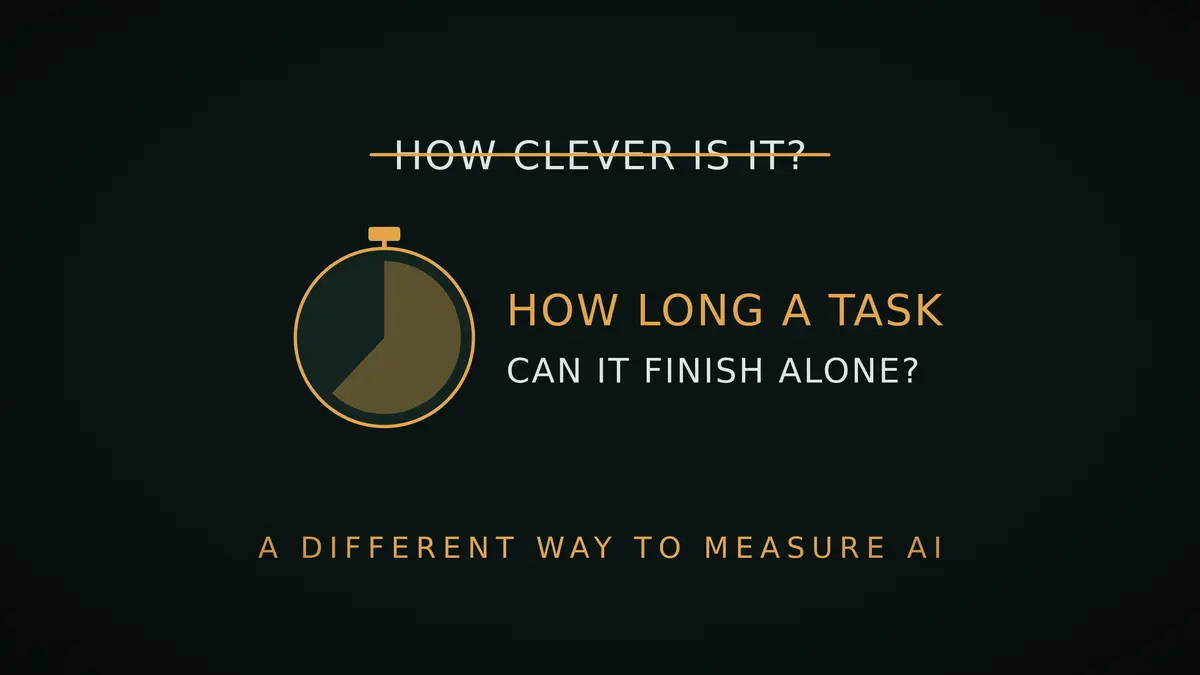 HOW CLEVER IS IT?
HOW LONG A TASK
CAN IT FINISH ALONE?
A DIFFERENT WAY TO MEASURE AI